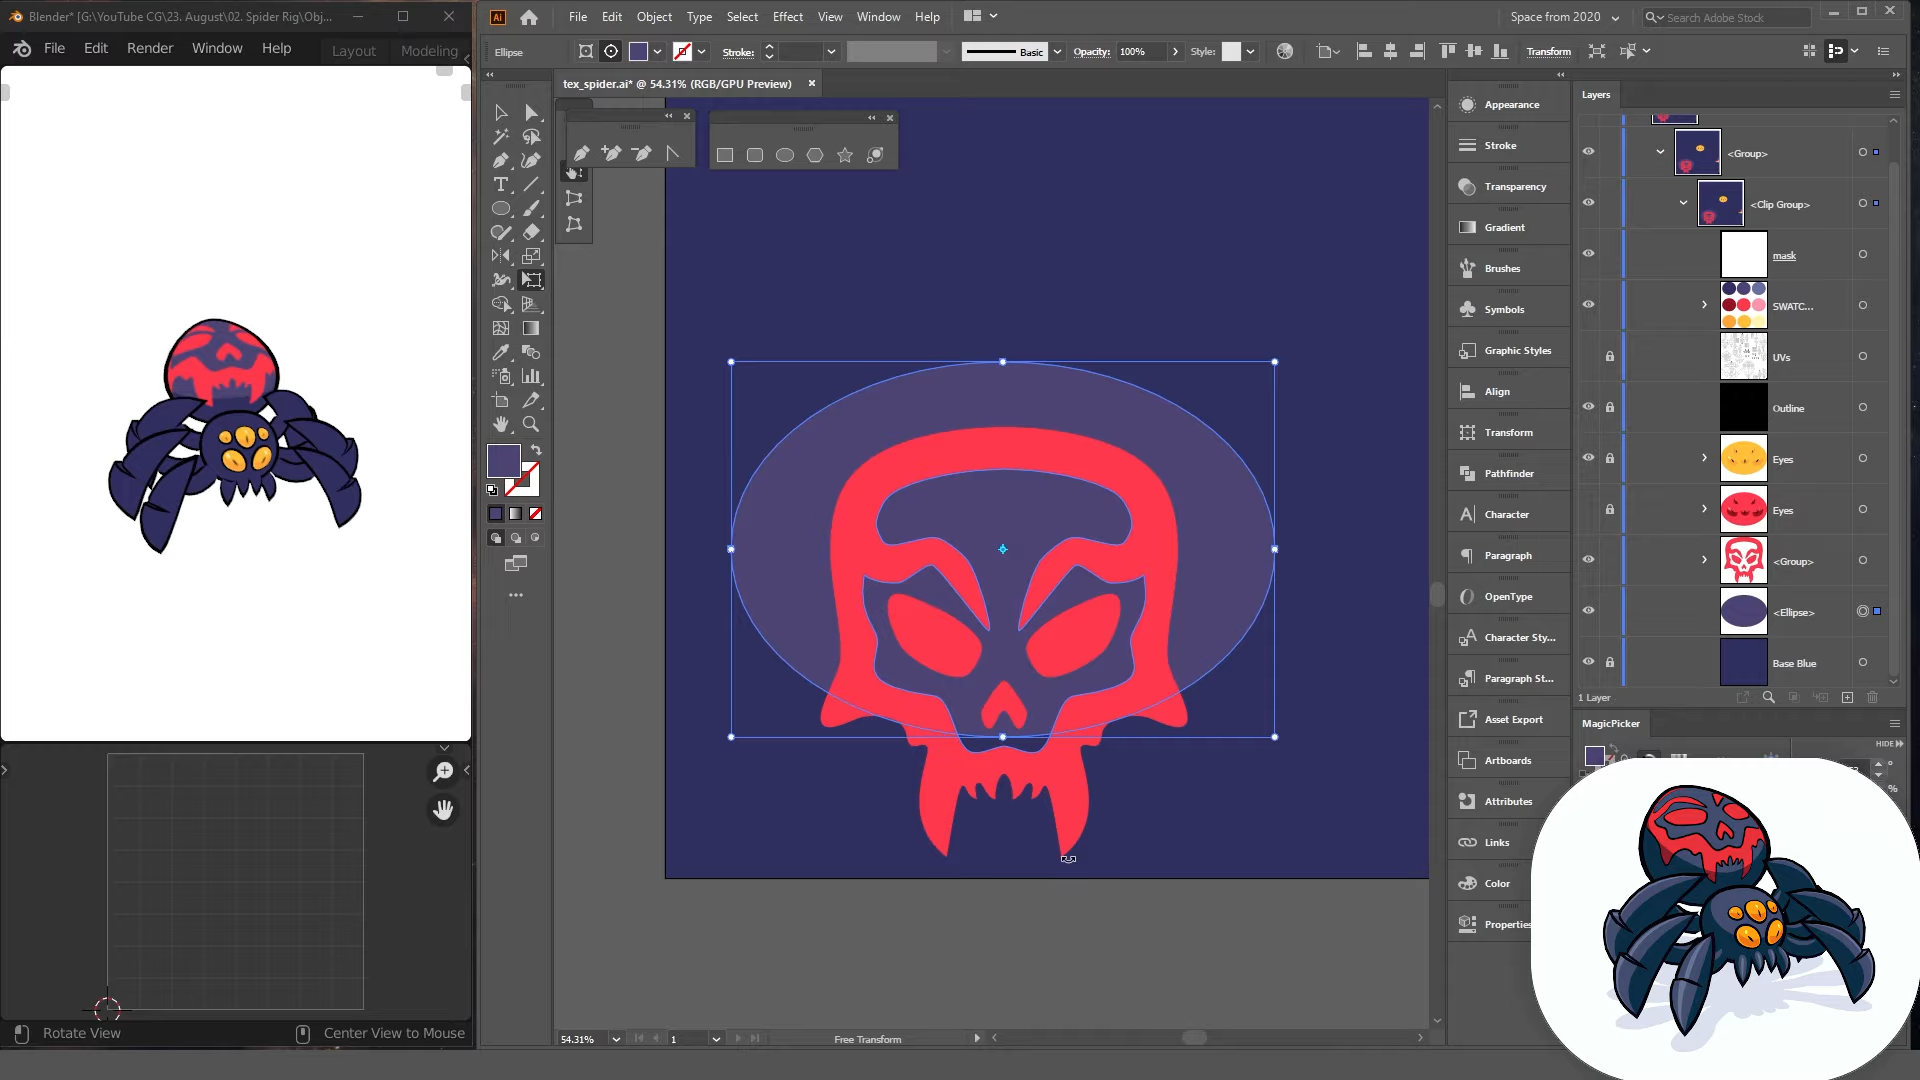 Blender* [G:\YouTube CG\23. August\02. Spider Rig\Obj...
File Edit Render Window Help Layout Modeling
Rotate View Center View to Mouse
Ai File Edit Object Type Select Effect View Window Help Space from 2020 Search Adobe Stock
Ellipse Stroke: Basic Opacity: 100% Style: Transform
tex_spider.ai* @ 54.31% (RGB/GPU Preview)
54.31% 1 Free Transform
Appearance
Stroke
Transparency
Gradient
Brushes
Symbols
Graphic Styles
Align
Transform
Pathfinder
Character
Paragraph
OpenType
Character Sty...
Paragraph St...
Asset Export
Artboards
Attributes
Links
Color
Properties
Layers
<Group>
<Clip Group>
mask
SWATC...
UVs
Outline
Eyes
Eyes
<Group>
<Ellipse>
Base Blue
1 Layer
MagicPicker
HIDE
%